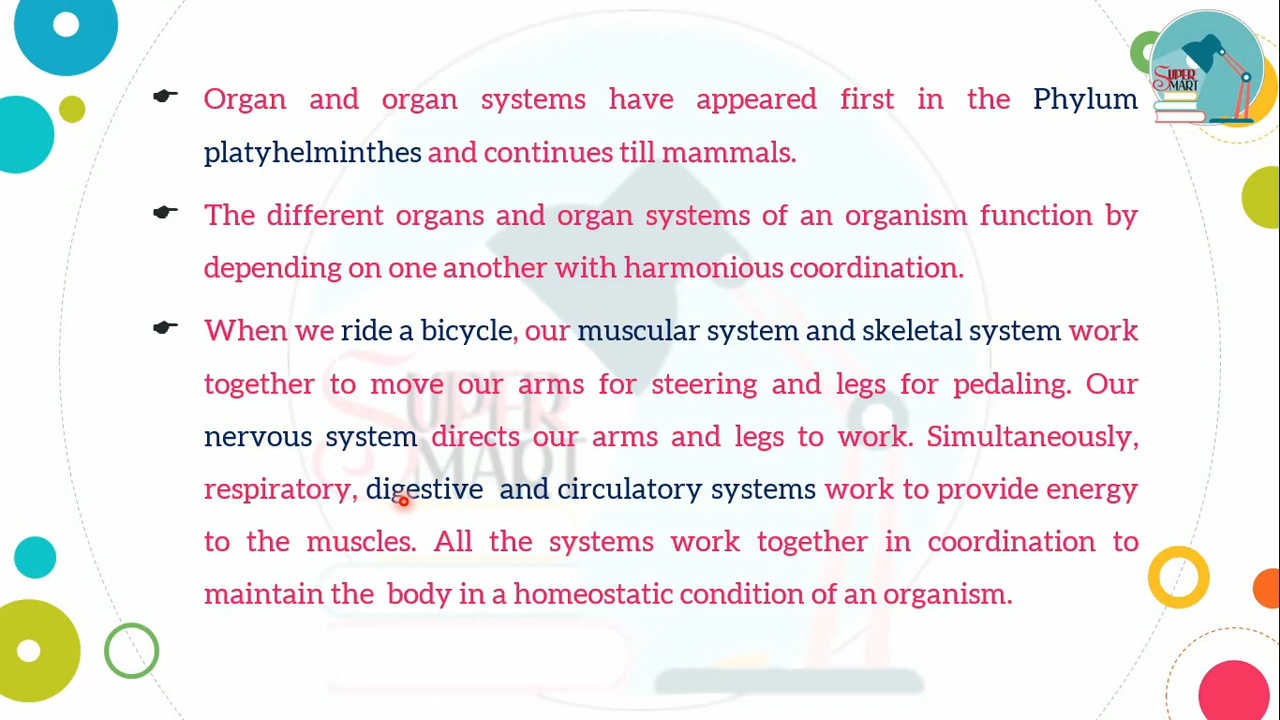 Organ and organ systems have appeared first in the Phylum
platyhelminthes and continues till mammals.
The different organs and organ systems of an organism function by
depending on one another with harmonious coordination.
When we ride a bicycle, our muscular system and skeletal system work
together to move our arms for steering and legs for pedaling. Our
nervous system directs our arms and legs to work. Simultaneously,
respiratory, digestive and circulatory systems work to provide energy
to the muscles. All the systems work together in coordination to
maintain the body in a homeostatic condition of an organism.
SUPER
MART
SUPER
MART